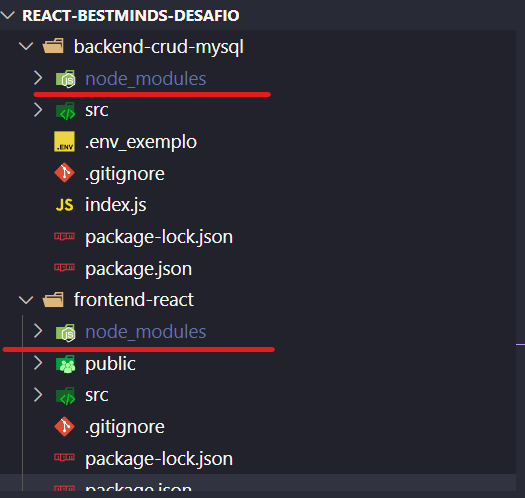 REACT-BESTMINDS-DESAFIO
backend-crud-mysql
node_modules
src
.env_exemplo
.gitignore
JS index.js
package-lock.json
package.json
frontend-react
node_modules
public
src
.gitignore
package-lock.json
package.json